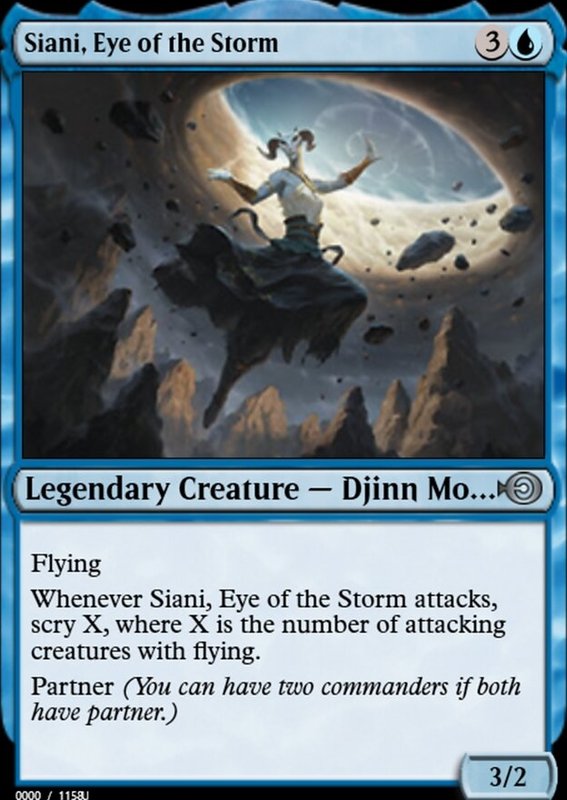 Siani, Eye of the Storm 3
Legendary Creature — Djinn Mo...
Flying
Whenever Siani, Eye of the Storm attacks,
scry X, where X is the number of attacking
creatures with flying.
Partner (You can have two commanders if both
have partner.)
3/2
0000 / 1158U